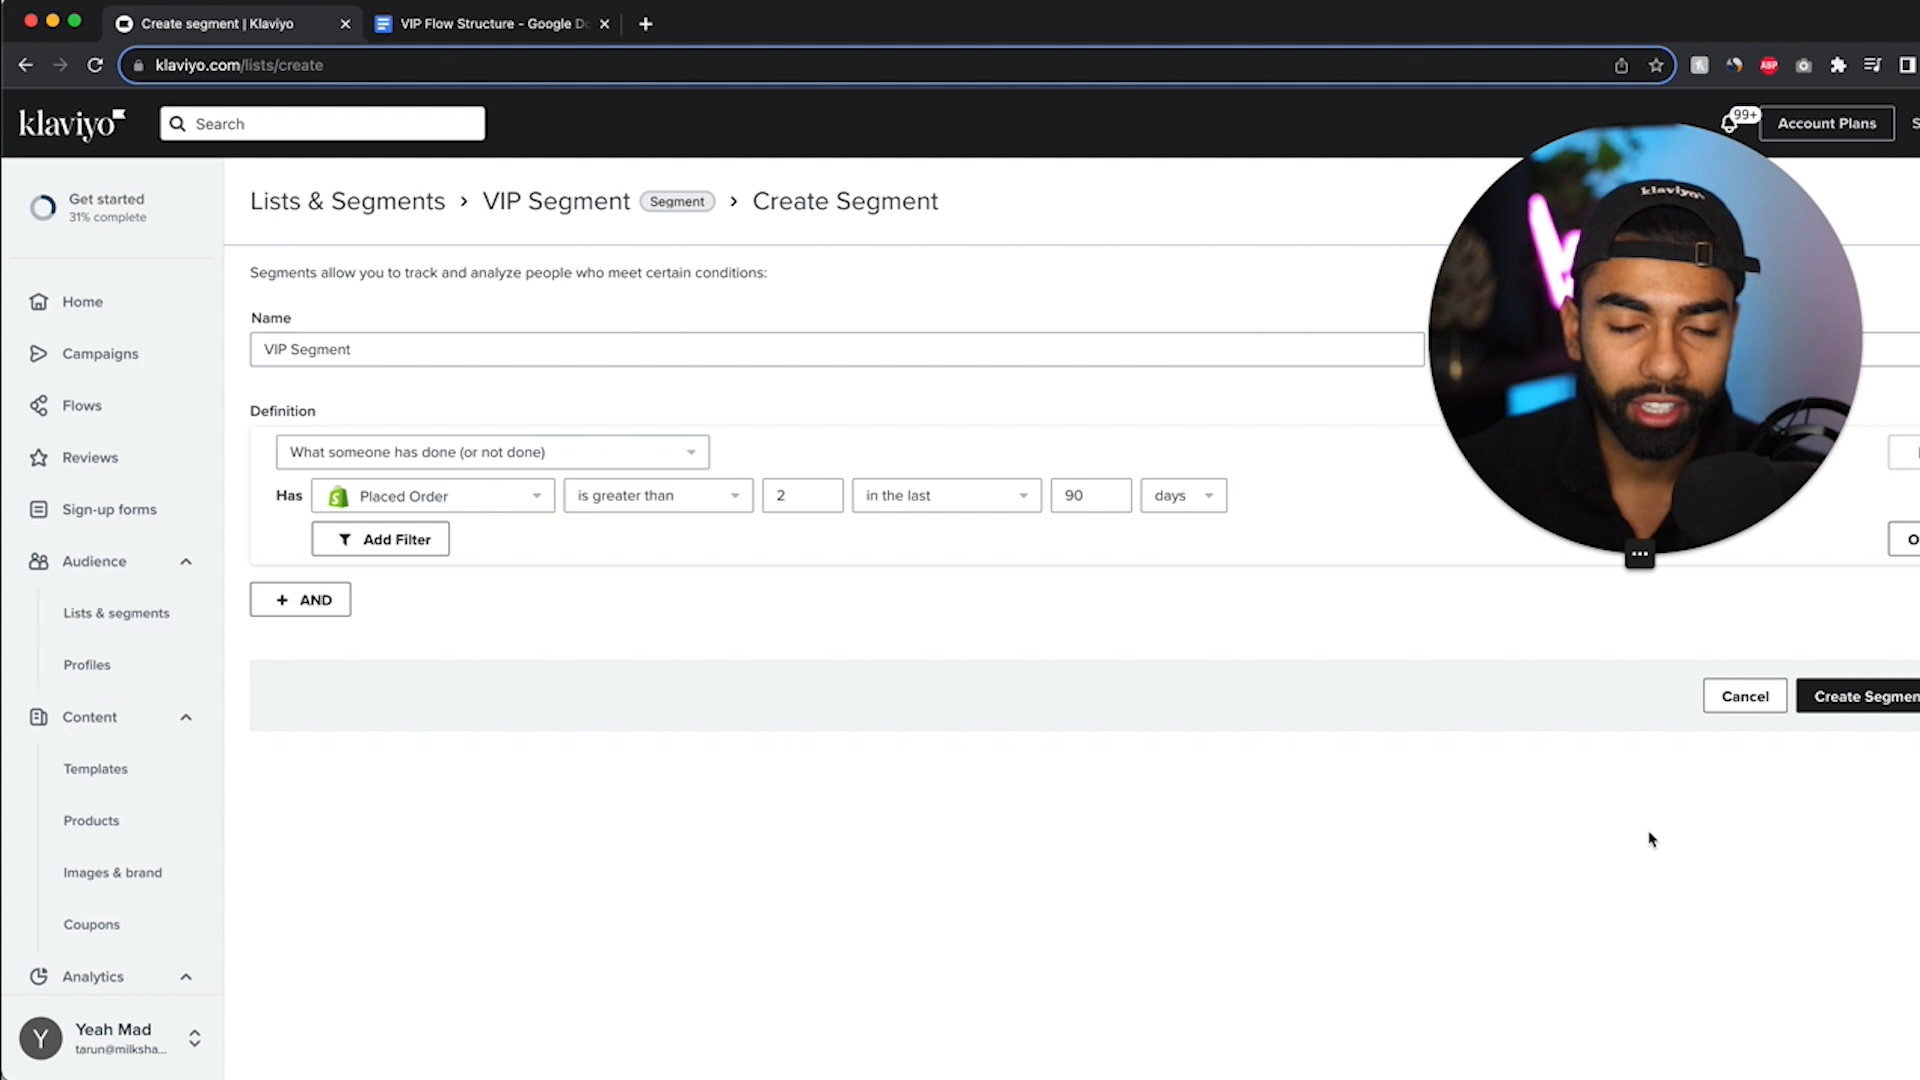 Create segment | Klaviyo
VIP Flow Structure - Google Do
klaviyo.com/lists/create
ABP
klaviyo
Search
99+
Account Plans
S
Get started
31% complete
Lists & Segments › VIP Segment Segment › Create Segment
klaviyo
Segments allow you to track and analyze people who meet certain conditions:
Home
Name
Campaigns
VIP Segment
Flows
Definition
Reviews
What someone has done (or not done)
Has Placed Order is greater than 2 in the last 90 days
Sign-up forms
Add Filter
O
Audience
+ AND
Lists & segments
Profiles
Cancel
Create Segmen
Content
Templates
Products
Images & brand
Coupons
Analytics
Y
Yeah Mad
tarun@milksha...